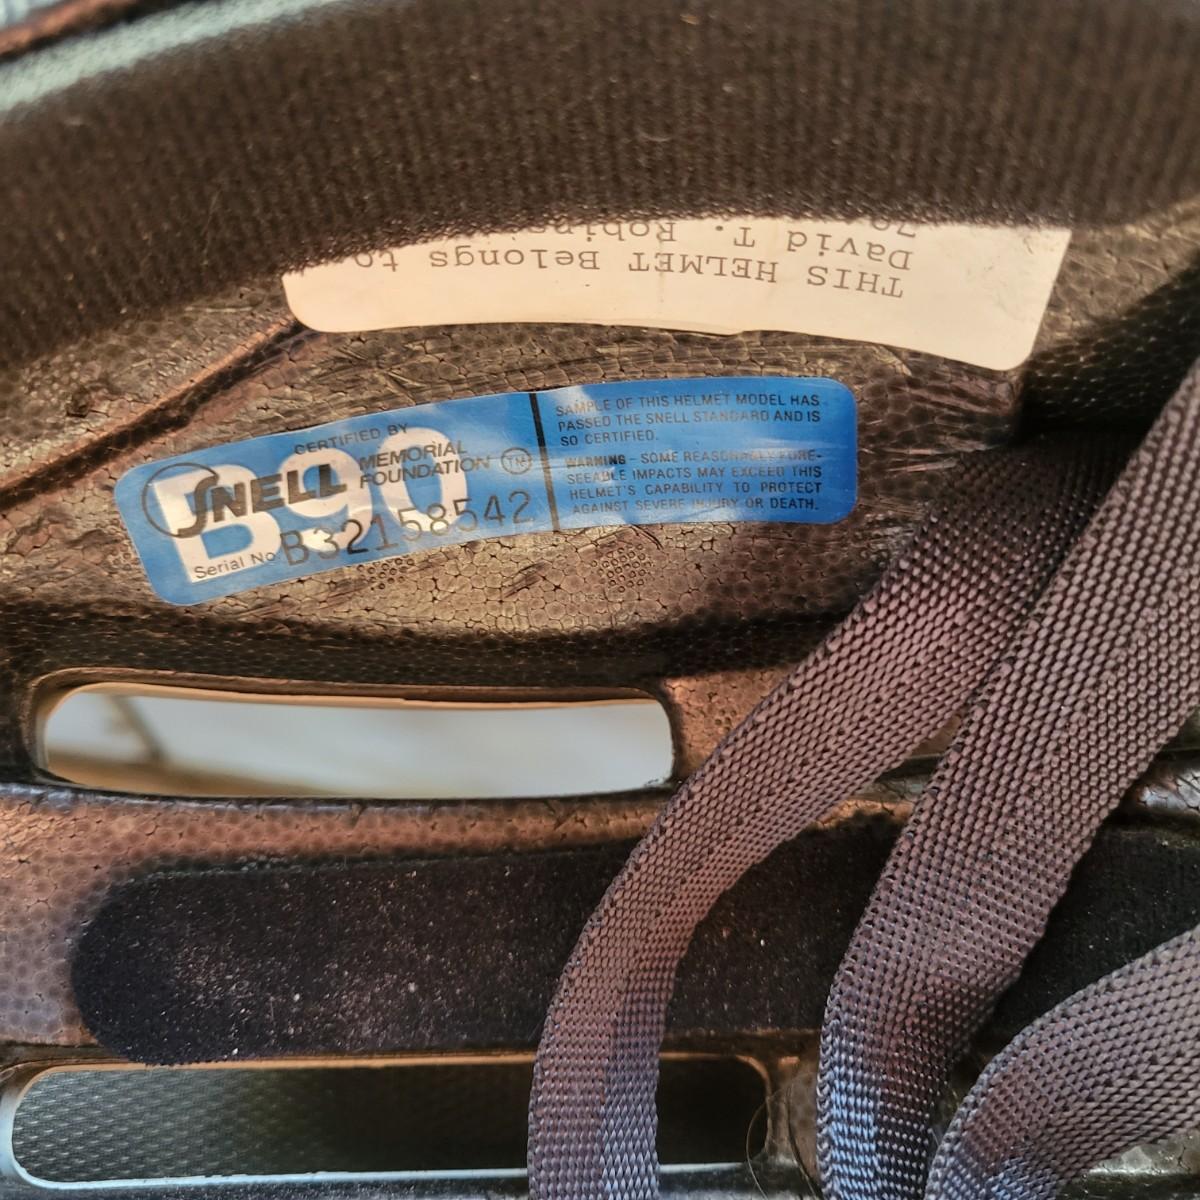 THIS HELMET Belongs to
David T.
CERTIFIED BY
SNELL MEMORIAL
FOUNDATION TM
B90
Serial No B32158542
SAMPLE OF THIS HELMET MODEL HAS
PASSED THE SNELL STANDARD AND IS
SO CERTIFIED.
WARNING - SOME REASONABLY FORE-
SEEABLE IMPACTS MAY EXCEED THIS
HELMET'S CAPABILITY TO PROTECT
AGAINST SEVERE INJURY OR DEATH.